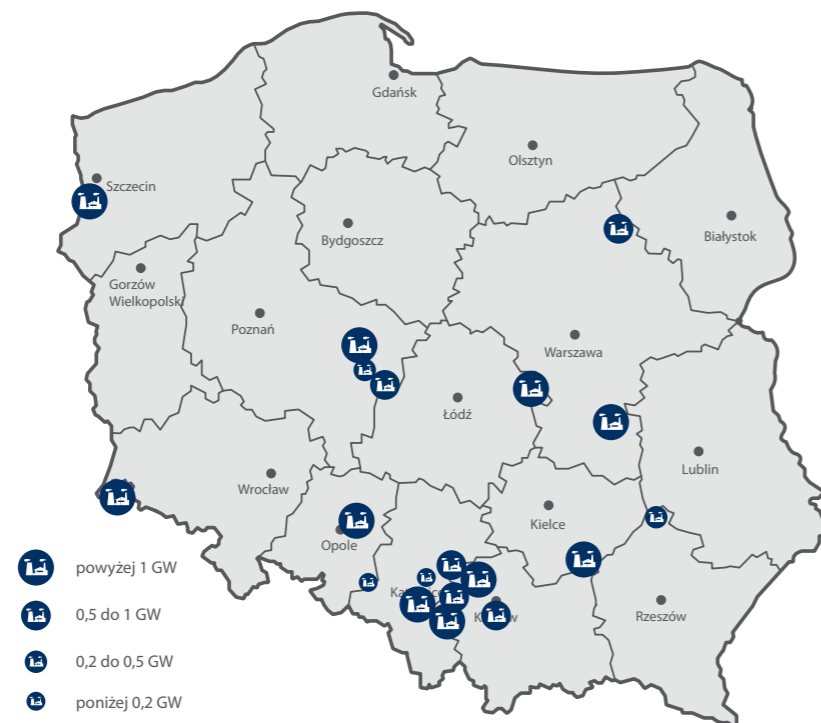 Gdańsk
Olsztyn
Szczecin
Białystok
Bydgoszcz
Gorzów
Wielkopolski
Poznań
Warszawa
Łódź
Lublin
Wrocław
Kielce
Opole
Rzeszów
powyżej 1 GW
0,5 do 1 GW
0,2 do 0,5 GW
poniżej 0,2 GW